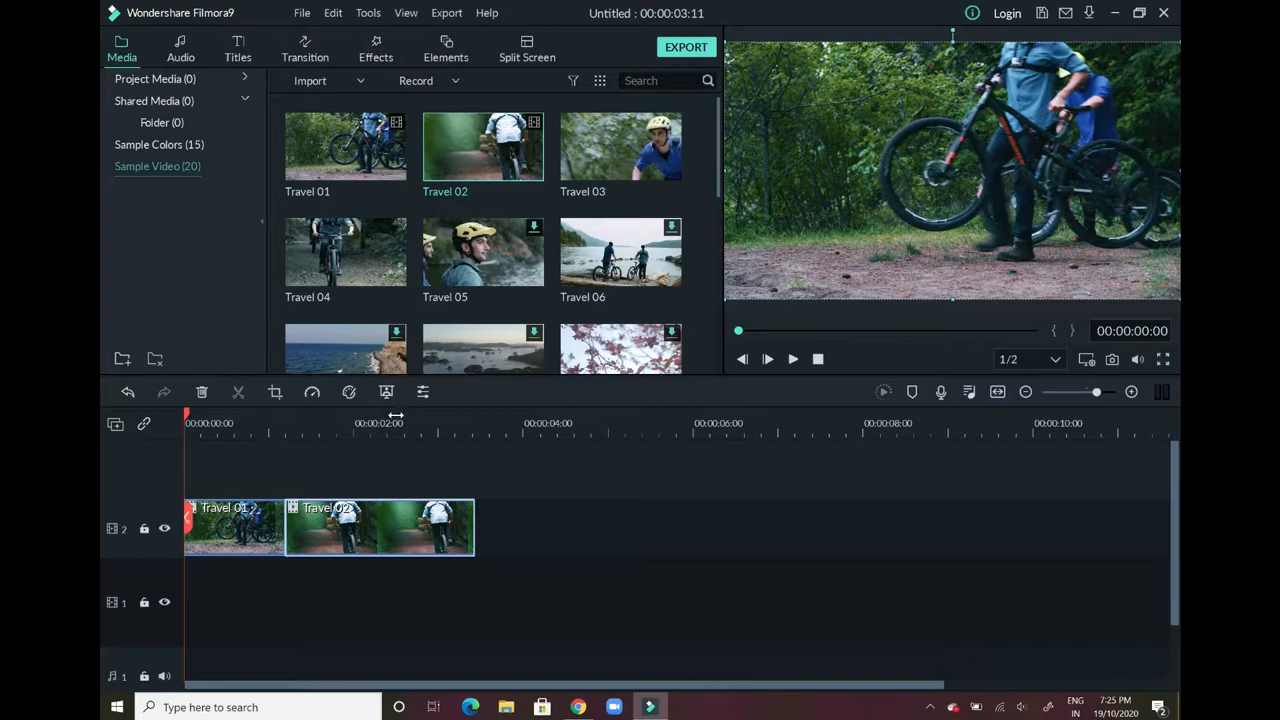 Wondershare Filmora9 File Edit Tools View Export Help Untitled : 00:00:03:11 Login
Media Audio Titles Transition Effects Elements Split Screen EXPORT
Project Media (0)
Shared Media (0)
Folder (0)
Sample Colors (15)
Sample Video (20)
Import Record Search
Travel 01 Travel 02 Travel 03
Travel 04 Travel 05 Travel 06
1/2 00:00:00:00
00:00:00:00 00:00:02:00 00:00:04:00 00:00:06:00 00:00:08:00 00:00:10:00
Travel 01 Travel 02
2
1
1
Type here to search
ENG
IN
7:25 PM
19/10/2020
2